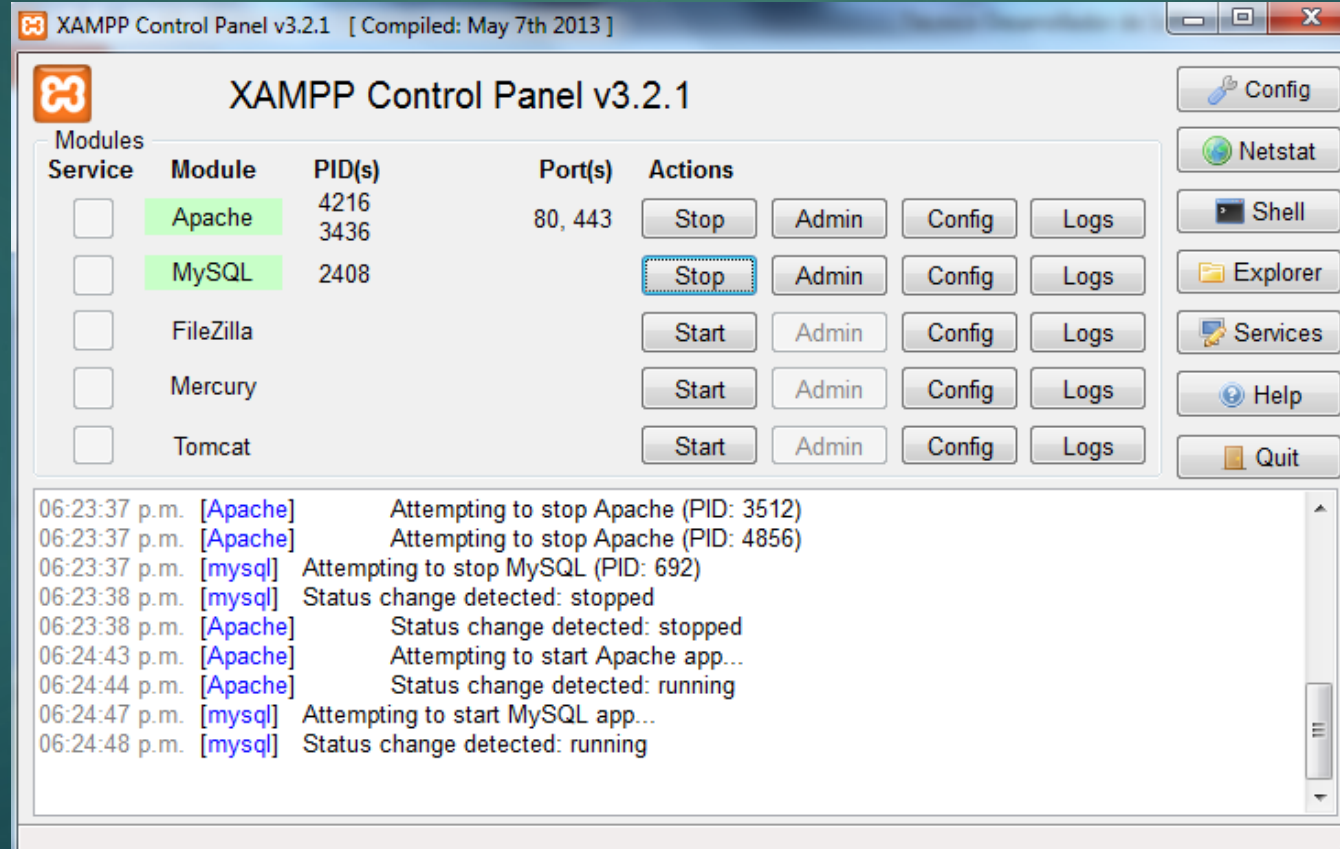 XAMPP Control Panel v3.2.1 [ Compiled: May 7th 2013 ]
XAMPP Control Panel v3.2.1
Config
Modules
Netstat
Service Module PID(s) Port(s) Actions
Apache 4216 3436 80, 443 Stop Admin Config Logs
Shell
MySQL 2408 Stop Admin Config Logs
Explorer
FileZilla Start Admin Config Logs
Services
Mercury Start Admin Config Logs
Help
Tomcat Start Admin Config Logs
Quit
06:23:37 p.m. [Apache] Attempting to stop Apache (PID: 3512)
06:23:37 p.m. [Apache] Attempting to stop Apache (PID: 4856)
06:23:37 p.m. [mysql] Attempting to stop MySQL (PID: 692)
06:23:38 p.m. [mysql] Status change detected: stopped
06:23:38 p.m. [Apache] Status change detected: stopped
06:24:43 p.m. [Apache] Attempting to start Apache app...
06:24:44 p.m. [Apache] Status change detected: running
06:24:47 p.m. [mysql] Attempting to start MySQL app...
06:24:48 p.m. [mysql] Status change detected: running